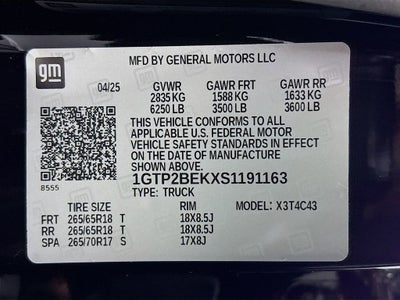 gm
MFD BY GENERAL MOTORS LLC
04/25 GVWR GAWR FRT GAWR RR
2835 KG 1588 KG 1633 KG
6250 LB 3500 LB 3600 LB
THIS VEHICLE CONFORMS TO ALL
APPLICABLE U.S. FEDERAL MOTOR
VEHICLE SAFETY STANDARDS IN EFFECT
ON THE DATE OF MANUFACTURE SHOWN ABOVE.
8555
1GTP2BEKXS1191163
TYPE: TRUCK MODEL: X3T4C43
TIRE SIZE RIM
FRT 265/65R18 T 18X8.5J
RR 265/65R18 T 18X8.5J
SPA 265/70R17 S 17X8J